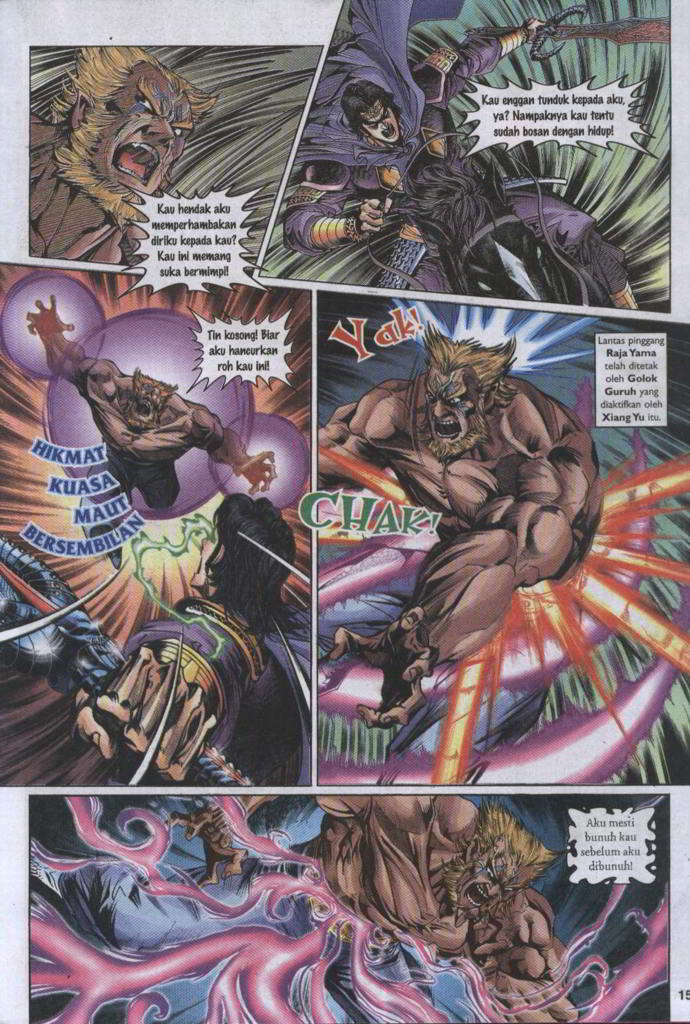 Kau hendak aku
memperhambakan
diriku kepada kau?
Kau ini memang
suka bermimpi!
Kau enggan tunduk kepada aku,
ya? Nampaknya kau tentu
sudah bosan dengan hidup!
Tin kosong! Biar
aku hancurkan
roh kau ini!
HIKMAT
KUASA
MAUT
BERSEMBILAN
Yak!
CHAK!
Lantas pinggang
Raja Yama
telah ditetak
oleh Golok
Guruh yang
diaktifkan oleh
Xiang Yu itu.
Aku mesti
bunuh kau
sebelum aku
dibunuh!
15